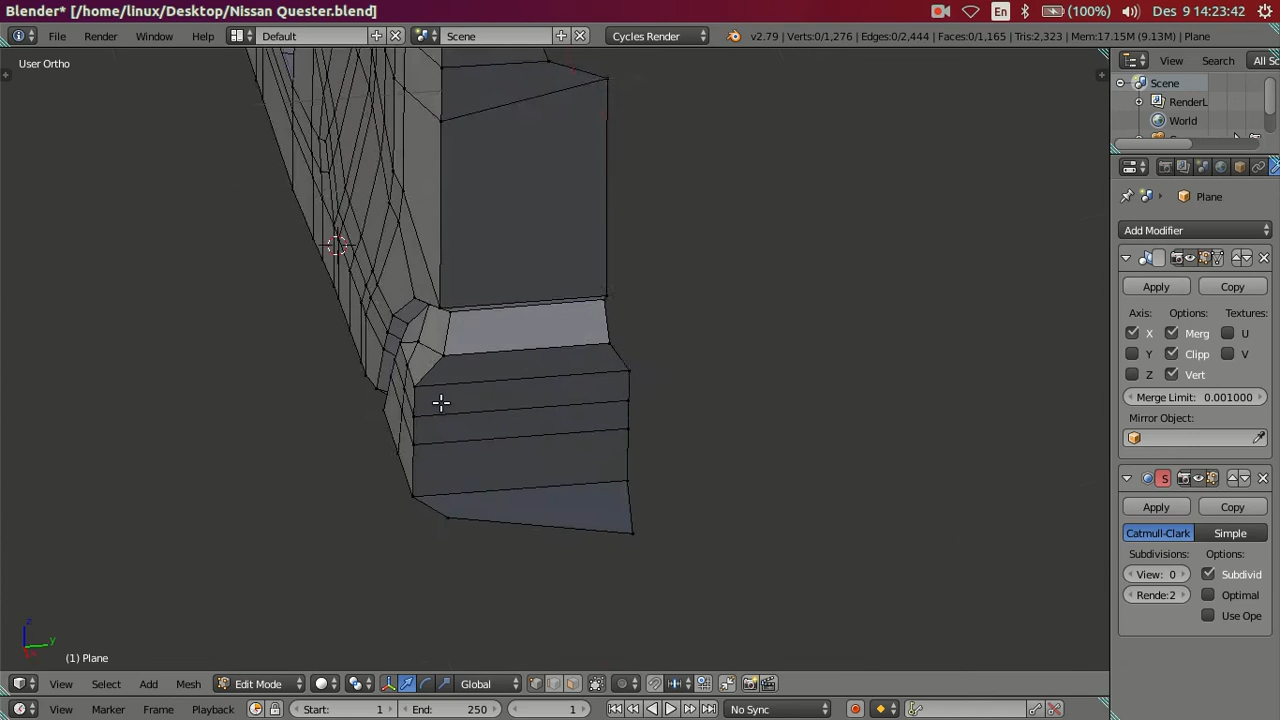 Blender* [/home/linux/Desktop/Nissan Quester.blend]
En
(100%)
Des 9 14:23:42
File
Render
Window
Help
Default
Scene
Cycles Render
v2.79 | Verts:0/1,276 | Edges:0/2,444 | Faces:0/1,165 | Tris:2,323 | Mem:17.15M (9.13M) | Plane
View
Search
All Sc
User Ortho
Scene
RenderL
World
Plane
Add Modifier
Apply
Copy
Axis:
Options:
Textures:
X
Merg
U
Y
Clipp
V
Z
Vert
Merge Limit: 0.001000
Mirror Object:
S
Apply
Copy
Catmull-Clark
Simple
Subdivisions:
Options:
View: 0
Subdivid
Rende:2
Optimal
Use Ope
z
y
(1) Plane
View
Select
Add
Mesh
Edit Mode
Global
View
Marker
Frame
Playback
Start:
1
End:
250
1
No Sync